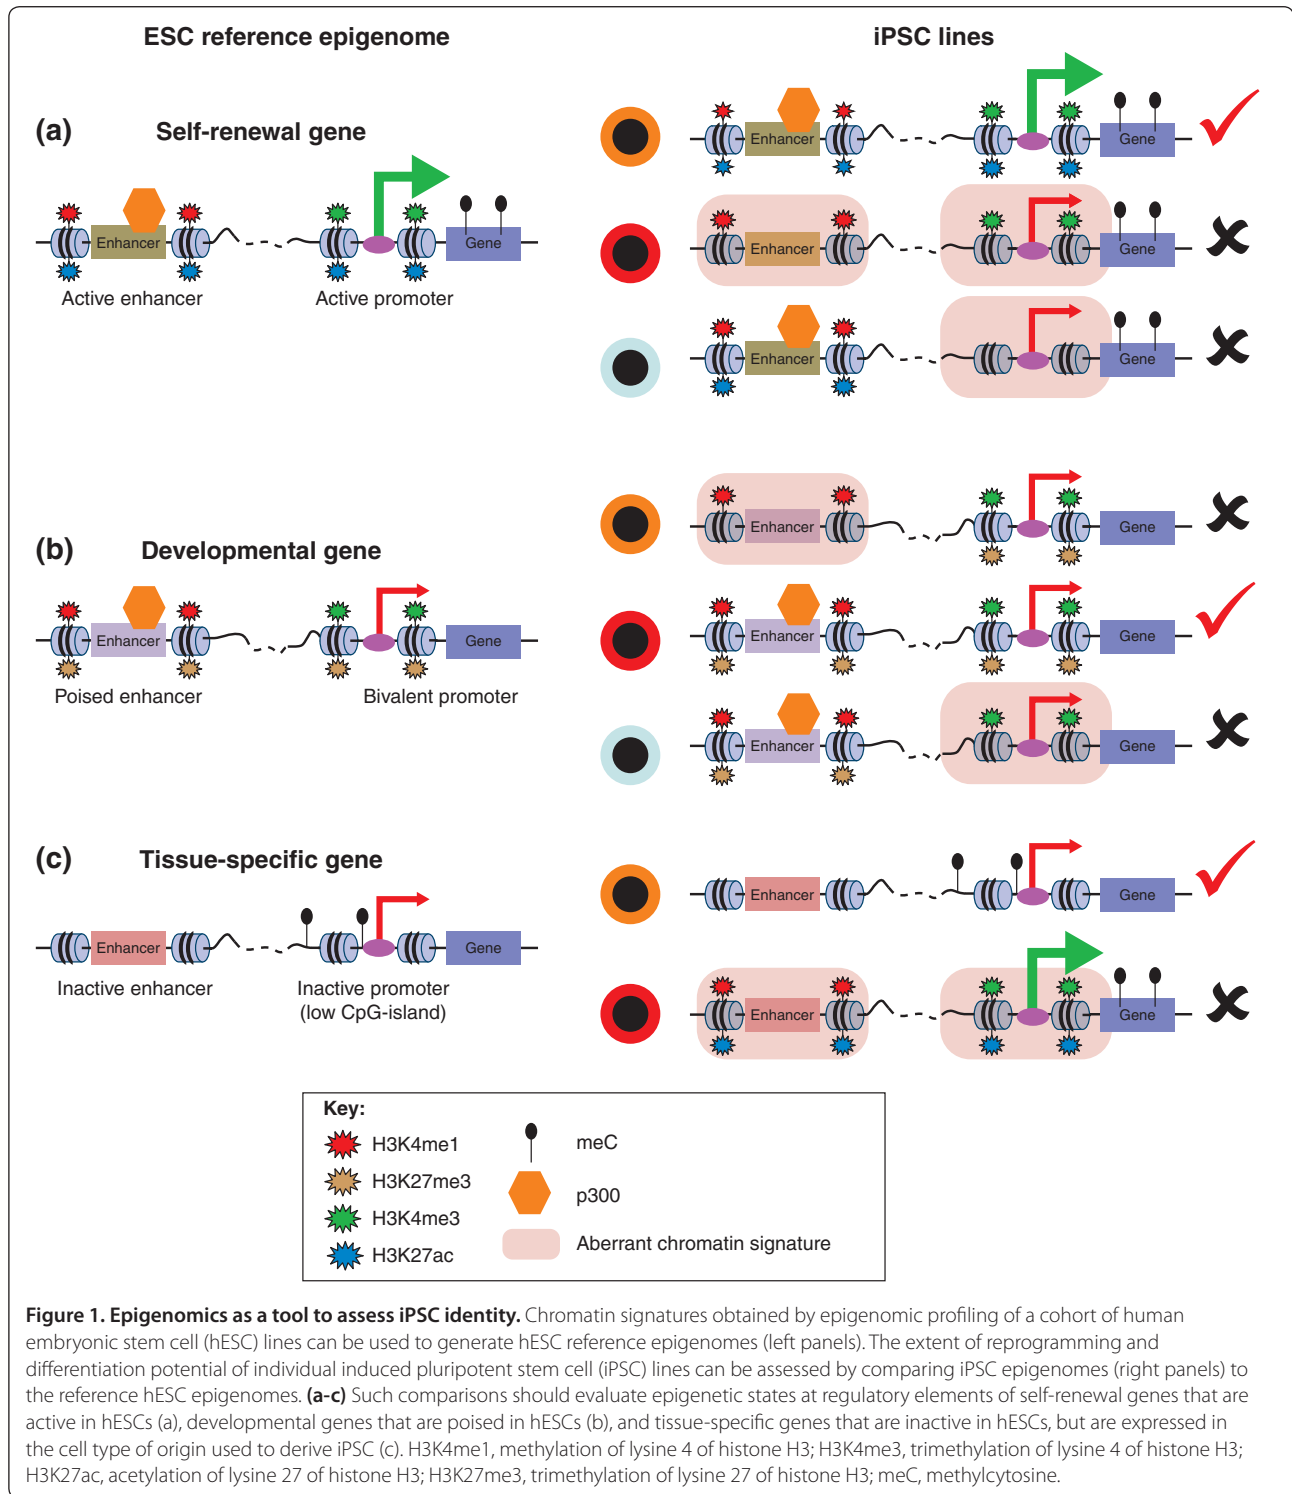 ESC reference epigenome
iPSC lines
(a)
Self-renewal gene
Enhancer
Gene
Active enhancer
Active promoter
Enhancer
Gene
Enhancer
Gene
Enhancer
Gene
(b)
Developmental gene
Enhancer
Gene
Poised enhancer
Bivalent promoter
Enhancer
Gene
Enhancer
Gene
Enhancer
Gene
(c)
Tissue-specific gene
Enhancer
Gene
Inactive enhancer
Inactive promoter
(low CpG-island)
Enhancer
Gene
Enhancer
Gene
Key:
H3K4me1
H3K27me3
H3K4me3
H3K27ac
meC
p300
Aberrant chromatin signature
Figure 1. Epigenomics as a tool to assess iPSC identity. Chromatin signatures obtained by epigenomic profiling of a cohort of human
embryonic stem cell (hESC) lines can be used to generate hESC reference epigenomes (left panels). The extent of reprogramming and
differentiation potential of individual induced pluripotent stem cell (iPSC) lines can be assessed by comparing iPSC epigenomes (right panels) to
the reference hESC epigenomes. (a-c) Such comparisons should evaluate epigenetic states at regulatory elements of self-renewal genes that are
active in hESCs (a), developmental genes that are poised in hESCs (b), and tissue-specific genes that are inactive in hESCs, but are expressed in
the cell type of origin used to derive iPSC (c). H3K4me1, methylation of lysine 4 of histone H3; H3K4me3, trimethylation of lysine 4 of histone H3;
H3K27ac, acetylation of lysine 27 of histone H3; H3K27me3, trimethylation of lysine 27 of histone H3; meC, methylcytosine.